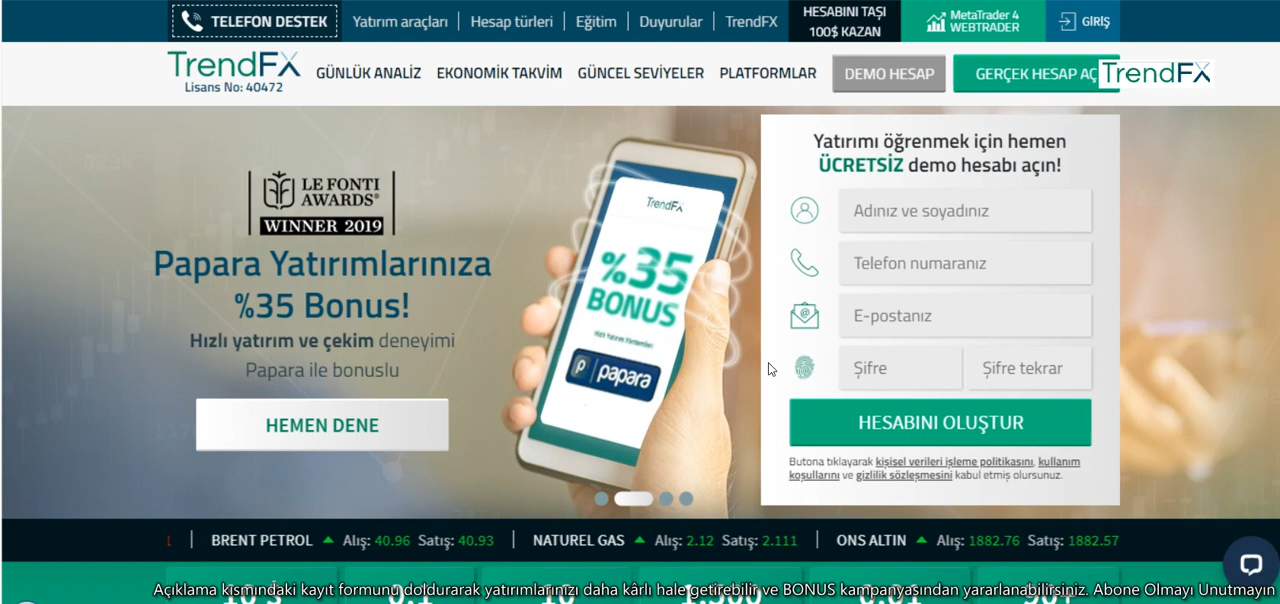 TELEFON DESTEK
Yatırım araçları
Hesap türleri
Eğitim
Duyurular
TrendFX
HESABINI TAŞI
100$ KAZAN
MetaTrader 4
WEBTRADER
GİRİŞ
TrendFX
Lisans No: 40472
GÜNLÜK ANALİZ
EKONOMİK TAKVİM
GÜNCEL SEVİYELER
PLATFORMLAR
DEMO HESAP
GERÇEK HESAP AÇ
TrendFX
LE FONTI
AWARDS®
WINNER 2019
Papara Yatırımlarınıza
%35 Bonus!
Hızlı yatırım ve çekim deneyimi
Papara ile bonuslu
HEMEN DENE
TrendFX
%35
BONUS
Hızlı Yatırım Yöntemleri
papara
Yatırımı öğrenmek için hemen
ÜCRETSİZ demo hesabı açın!
Adınız ve soyadınız
Telefon numaranız
E-postanız
Şifre
Şifre tekrar
HESABINI OLUŞTUR
Butona tıklayarak kişisel verileri işleme politikasını, kullanım
koşullarını ve gizlilik sözleşmesini kabul etmiş olursunuz.
BRENT PETROL Alış: 40.96 Satış: 40.93
NATUREL GAS Alış: 2.12 Satış: 2.111
ONS ALTIN Alış: 1882.76 Satış: 1882.57
Açıklama kısmındaki kayıt formunu doldurarak yatırımlarınızı daha kârlı hale getirebilir ve BONUS kampanyasından yararlanabilirsiniz. Abone Olmayı Unutmayın